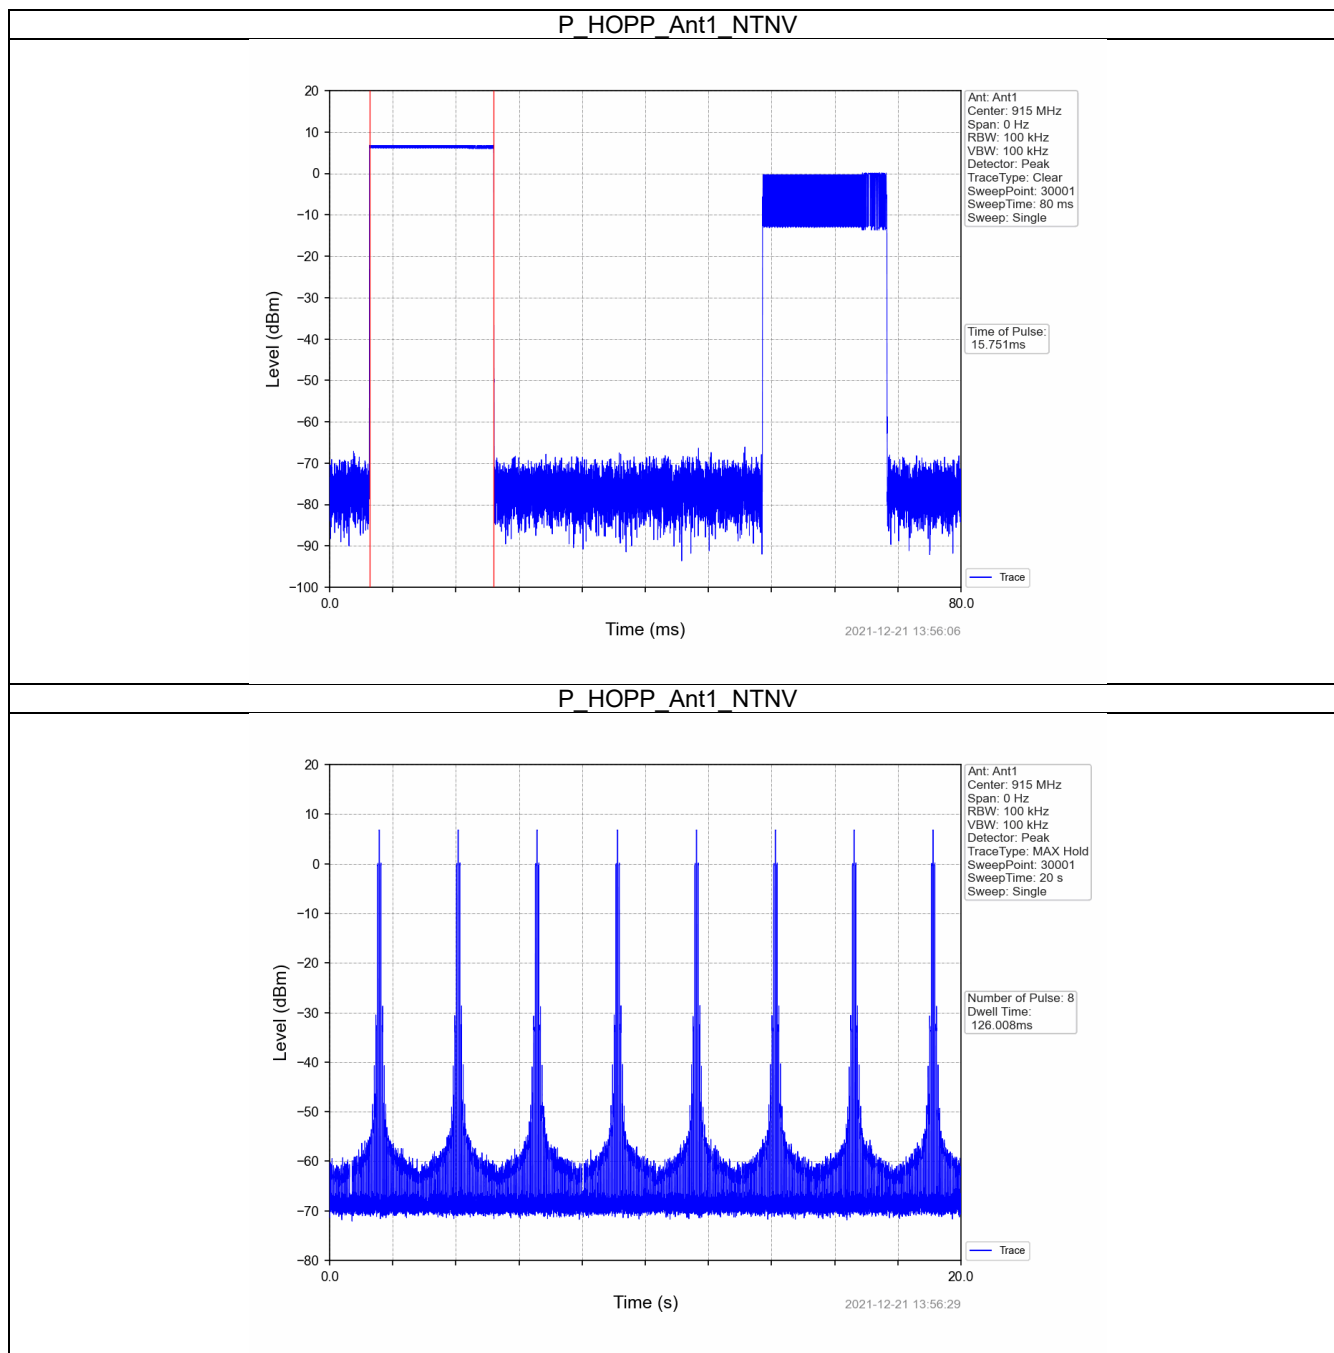 P_HOPP_Ant1_NTNV
20
10
0
−10
−20
−30
−40
−50
−60
−70
−80
−90
−100
Level (dBm)
0.0
80.0
Time (ms)
2021-12-21 13:56:06
Ant: Ant1
Center: 915 MHz
Span: 0 Hz
RBW: 100 kHz
VBW: 100 kHz
Detector: Peak
TraceType: Clear
SweepPoint: 30001
SweepTime: 80 ms
Sweep: Single
Time of Pulse:
15.751ms
Trace
P_HOPP_Ant1_NTNV
20
10
0
−10
−20
−30
−40
−50
−60
−70
−80
Level (dBm)
0.0
20.0
Time (s)
2021-12-21 13:56:29
Ant: Ant1
Center: 915 MHz
Span: 0 Hz
RBW: 100 kHz
VBW: 100 kHz
Detector: Peak
TraceType: MAX Hold
SweepPoint: 30001
SweepTime: 20 s
Sweep: Single
Number of Pulse: 8
Dwell Time:
126.008ms
Trace